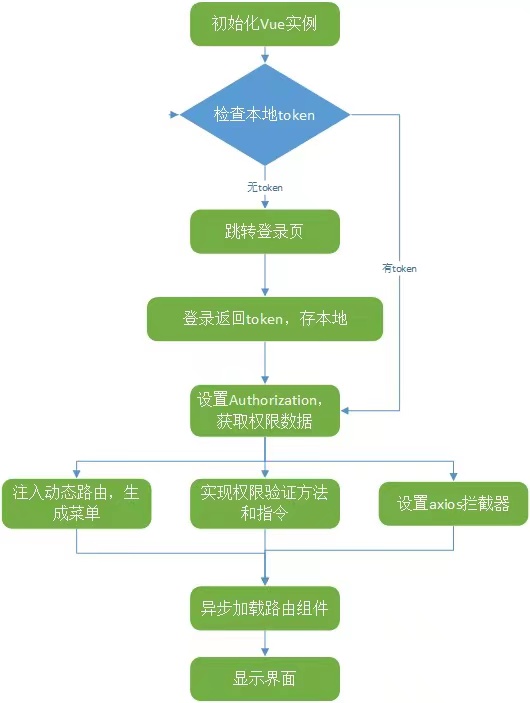 初始化Vue实例
检查本地token
无token
跳转登录页
有token
登录返回token，存本地
设置Authorization，
获取权限数据
注入动态路由，生
成菜单
实现权限验证方法
和指令
设置axios拦截器
异步加载路由组件
显示界面